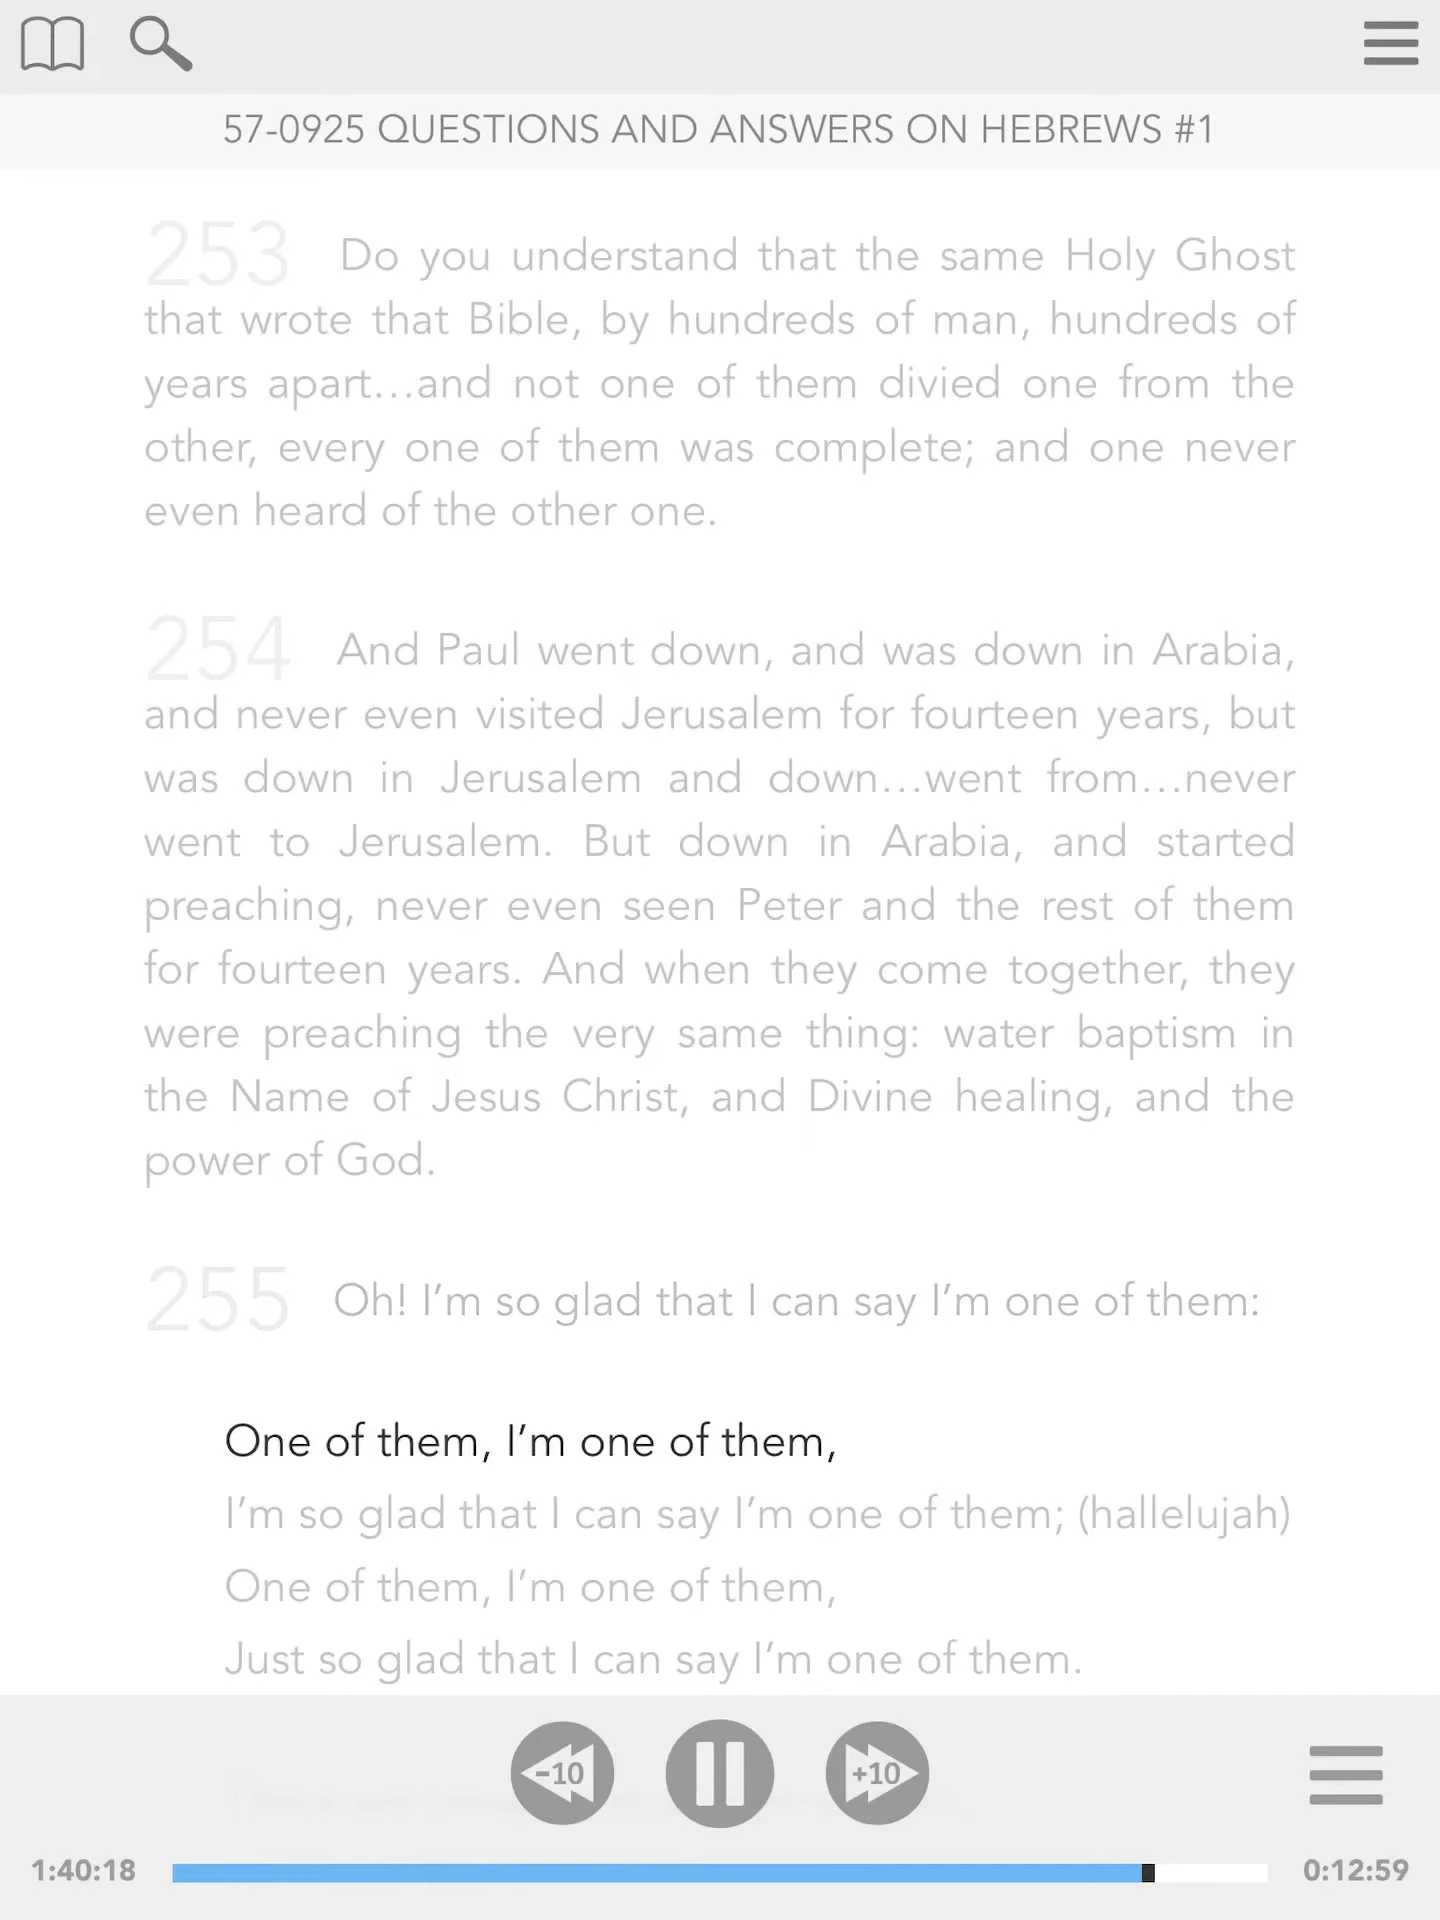 57-0925 QUESTIONS AND ANSWERS ON HEBREWS #1
253 Do you understand that the same Holy Ghost
that wrote that Bible, by hundreds of man, hundreds of
years apart…and not one of them divied one from the
other, every one of them was complete; and one never
even heard of the other one.
254 And Paul went down, and was down in Arabia,
and never even visited Jerusalem for fourteen years, but
was down in Jerusalem and down…went from…never
went to Jerusalem. But down in Arabia, and started
preaching, never even seen Peter and the rest of them
for fourteen years. And when they come together, they
were preaching the very same thing: water baptism in
the Name of Jesus Christ, and Divine healing, and the
power of God.
255 Oh! I’m so glad that I can say I’m one of them:
One of them, I’m one of them,
I’m so glad that I can say I’m one of them; (hallelujah)
One of them, I’m one of them,
Just so glad that I can say I’m one of them.
-10 +10
1:40:18 0:12:59